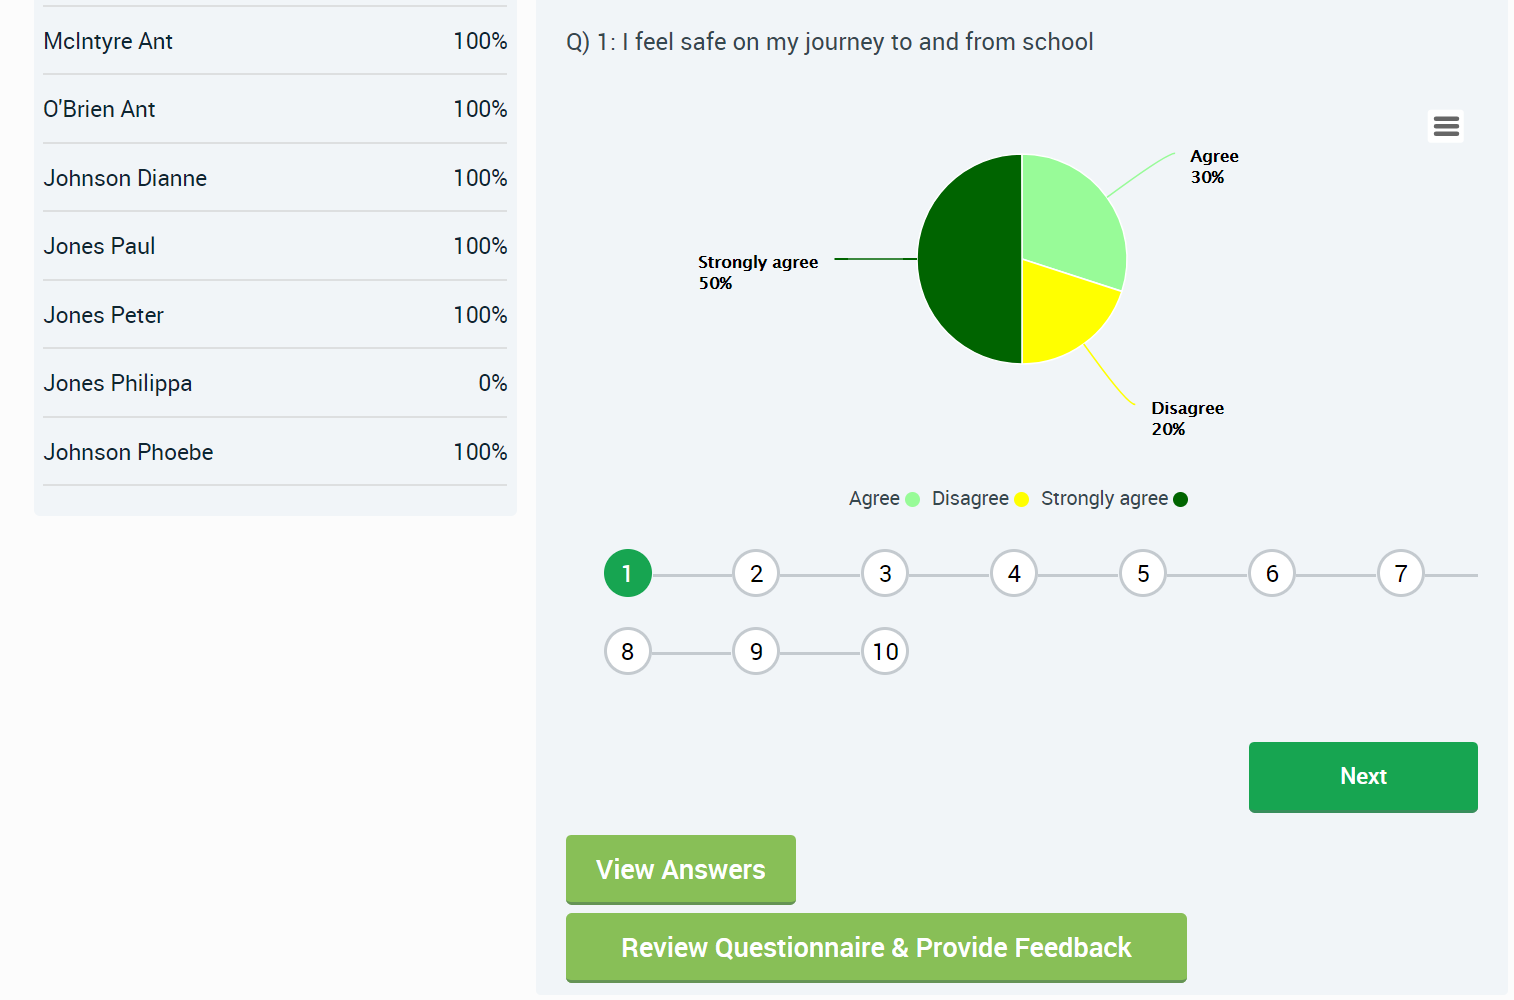 McIntyre Ant 100%
O'Brien Ant 100%
Johnson Dianne 100%
Jones Paul 100%
Jones Peter 100%
Jones Philippa 0%
Johnson Phoebe 100%
Q) 1: I feel safe on my journey to and from school
Agree
30%
Strongly agree
50%
Disagree
20%
Agree Disagree Strongly agree
1 2 3 4 5 6 7
8 9 10
Next
View Answers
Review Questionnaire & Provide Feedback